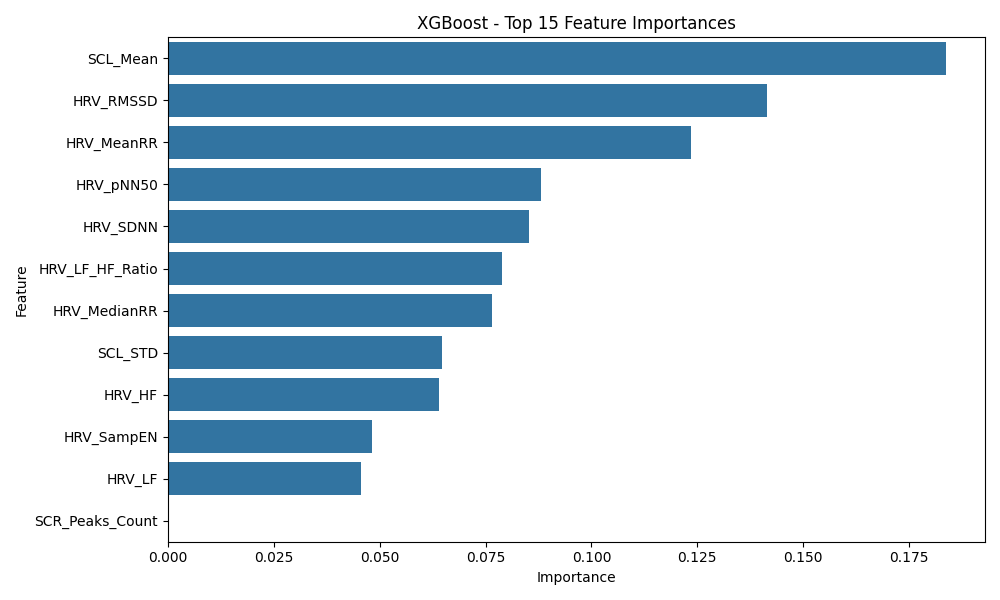 XGBoost - Top 15 Feature Importances
SCL_Mean
HRV_RMSSD
HRV_MeanRR
HRV_pNN50
HRV_SDNN
HRV_LF_HF_Ratio
HRV_MedianRR
SCL_STD
HRV_HF
HRV_SampEN
HRV_LF
SCR_Peaks_Count
Feature
0.000 0.025 0.050 0.075 0.100 0.125 0.150 0.175
Importance